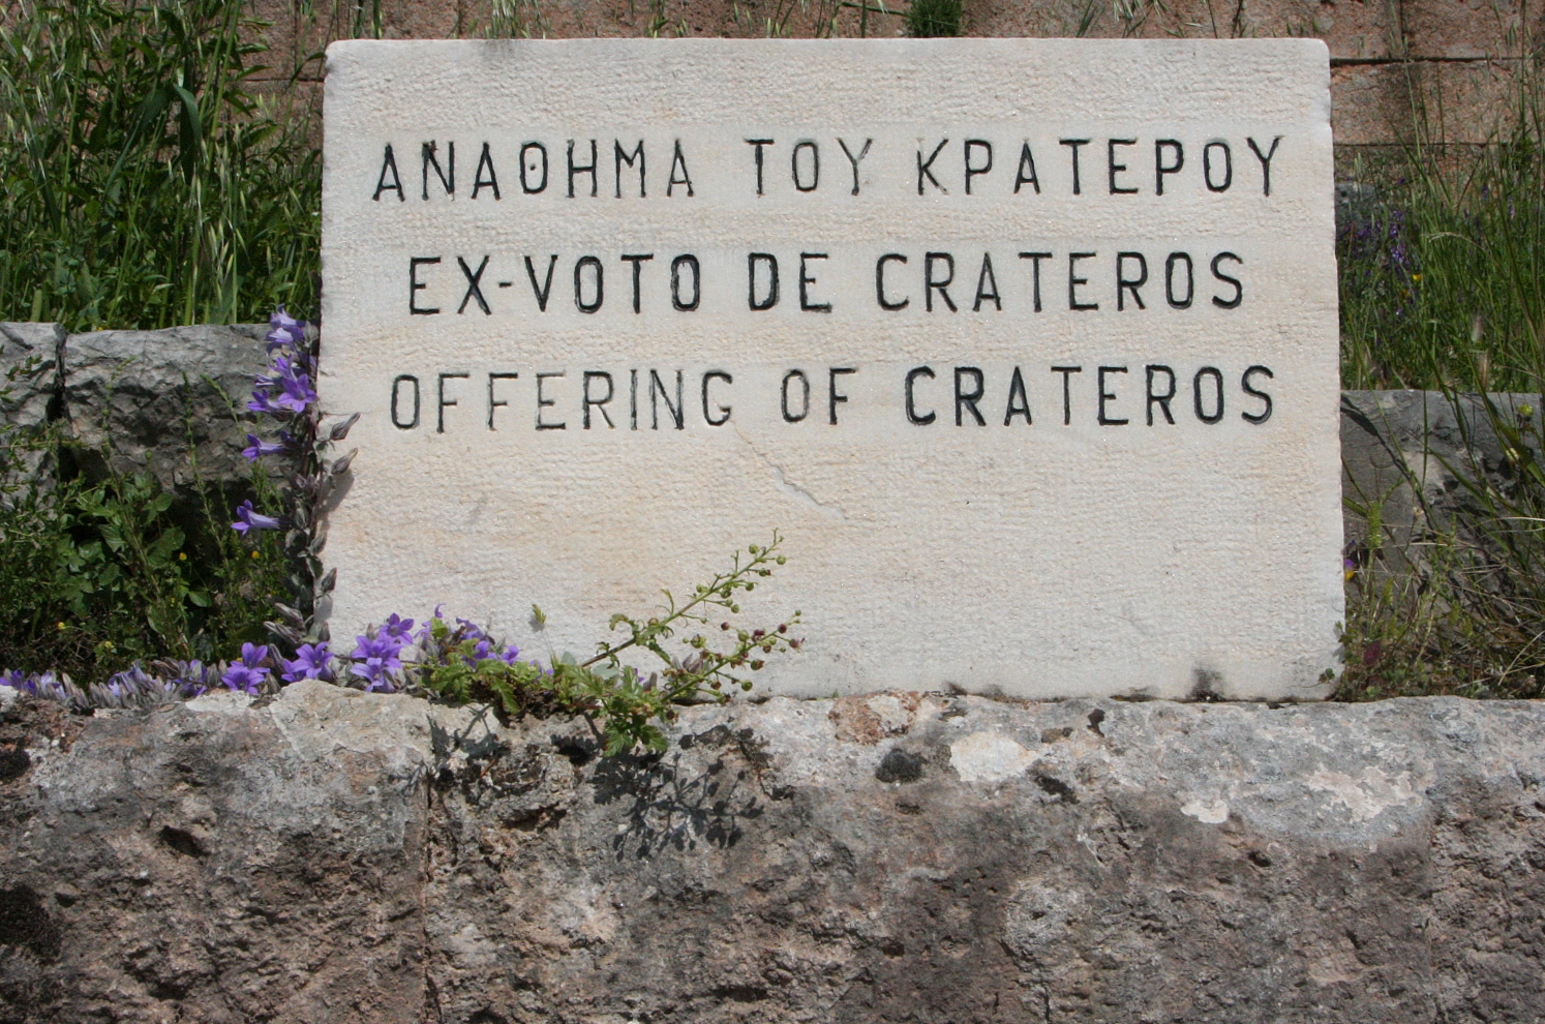 ΑΝΑΘΗΜΑ ΤΟΥ ΚΡΑΤΕΡΟΥ
EX-VOTO DE CRATEROS
OFFERING OF CRATEROS